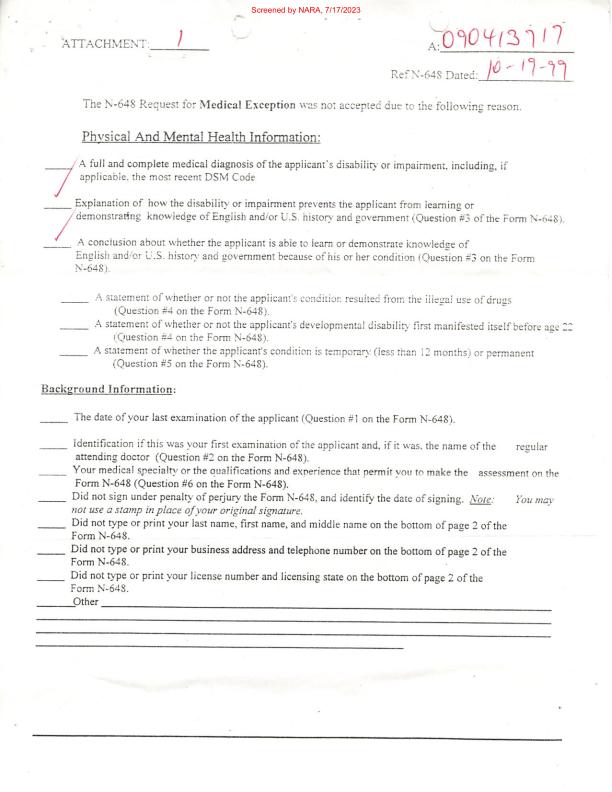 Screened by NARA, 7/17/2023
ATTACHMENT: 1
A: 090413717
Ref N-648 Dated: 10-19-99
The N-648 Request for Medical Exception was not accepted due to the following reason.
Physical And Mental Health Information:
A full and complete medical diagnosis of the applicant's disability or impairment, including, if
applicable, the most recent DSM Code
Explanation of how the disability or impairment prevents the applicant from learning or
demonstrating knowledge of English and/or U.S. history and government (Question #3 of the Form N-648).
A conclusion about whether the applicant is able to learn or demonstrate knowledge of
English and/or U.S. history and government because of his or her condition (Question #3 on the Form
N-648).
A statement of whether or not the applicant's condition resulted from the illegal use of drugs
(Question #4 on the Form N-648).
A statement of whether or not the applicant's developmental disability first manifested itself before age 22
(Question #4 on the Form N-648).
A statement of whether the applicant's condition is temporary (less than 12 months) or permanent
(Question #5 on the Form N-648).
Background Information:
The date of your last examination of the applicant (Question #1 on the Form N-648).
Identification if this was your first examination of the applicant and, if it was, the name of the regular
attending doctor (Question #2 on the Form N-648).
Your medical specialty or the qualifications and experience that permit you to make the assessment on the
Form N-648 (Question #6 on the Form N-648).
Did not sign under penalty of perjury the Form N-648, and identify the date of signing. Note: You may
not use a stamp in place of your original signature.
Did not type or print your last name, first name, and middle name on the bottom of page 2 of the
Form N-648.
Did not type or print your business address and telephone number on the bottom of page 2 of the
Form N-648.
Did not type or print your license number and licensing state on the bottom of page 2 of the
Form N-648.
Other